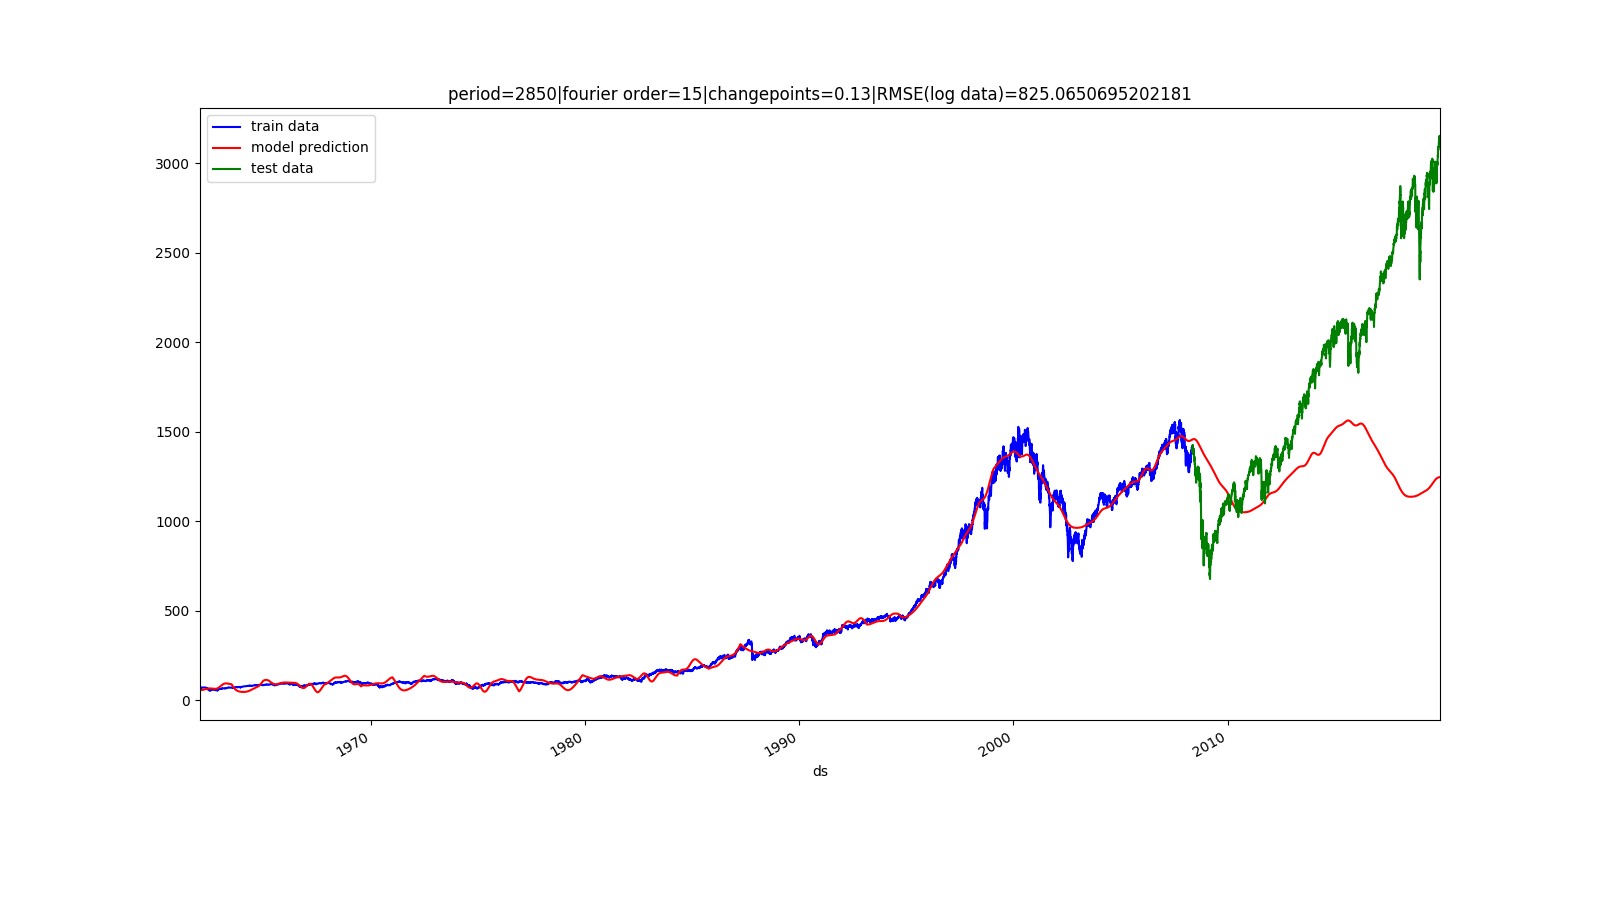 period=2850|fourier order=15|changepoints=0.13|RMSE(log data)=825.0650695202181
train data
model prediction
test data
3000
2500
2000
1500
1000
500
0
1970
1980
1990
2000
2010
ds